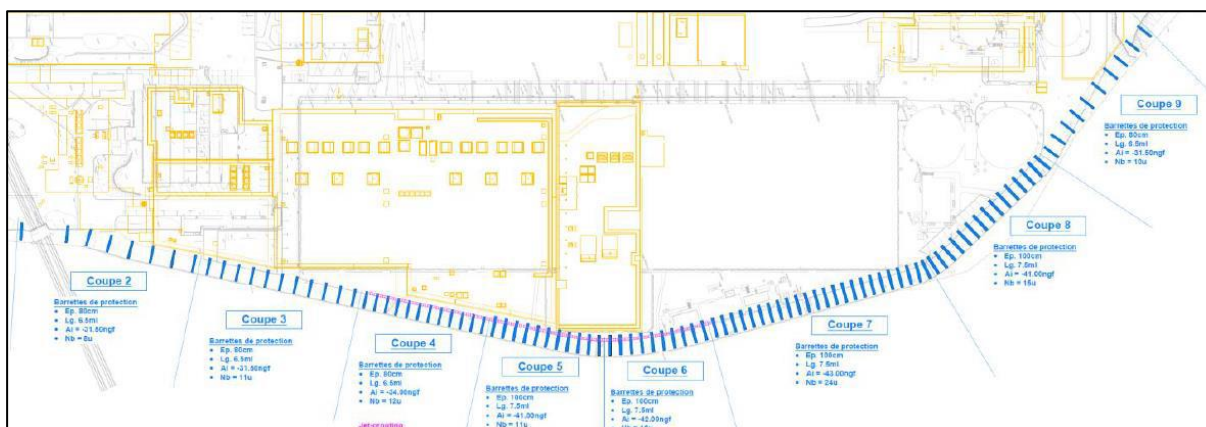 Coupe 2
Barrettes de protection
Ep. 80cm
Lg. 6.5ml
Ai = -31.50ngf
Nb = 8u
Coupe 3
Barrettes de protection
Ep. 80cm
Lg. 6.5ml
Ai = -31.50ngf
Nb = 11u
Coupe 4
Barrettes de protection
Ep. 80cm
Lg. 6.5ml
Ai = -34.00ngf
Nb = 12u
Jet-grouting
Coupe 5
Barrettes de protection
Ep. 100cm
Lg. 7.5ml
Ai = -41.00ngf
Nb = 11u
Coupe 6
Barrettes de protection
Ep. 100cm
Lg. 7.5ml
Ai = -42.00ngf
Coupe 7
Barrettes de protection
Ep. 100cm
Lg. 7.5ml
Ai = -43.00ngf
Nb = 24u
Coupe 8
Barrettes de protection
Ep. 100cm
Lg. 7.5ml
Ai = -41.00ngf
Nb = 15u
Coupe 9
Barrettes de protection
Ep. 80cm
Lg. 6.5ml
Ai = -31.50ngf
Nb = 10u